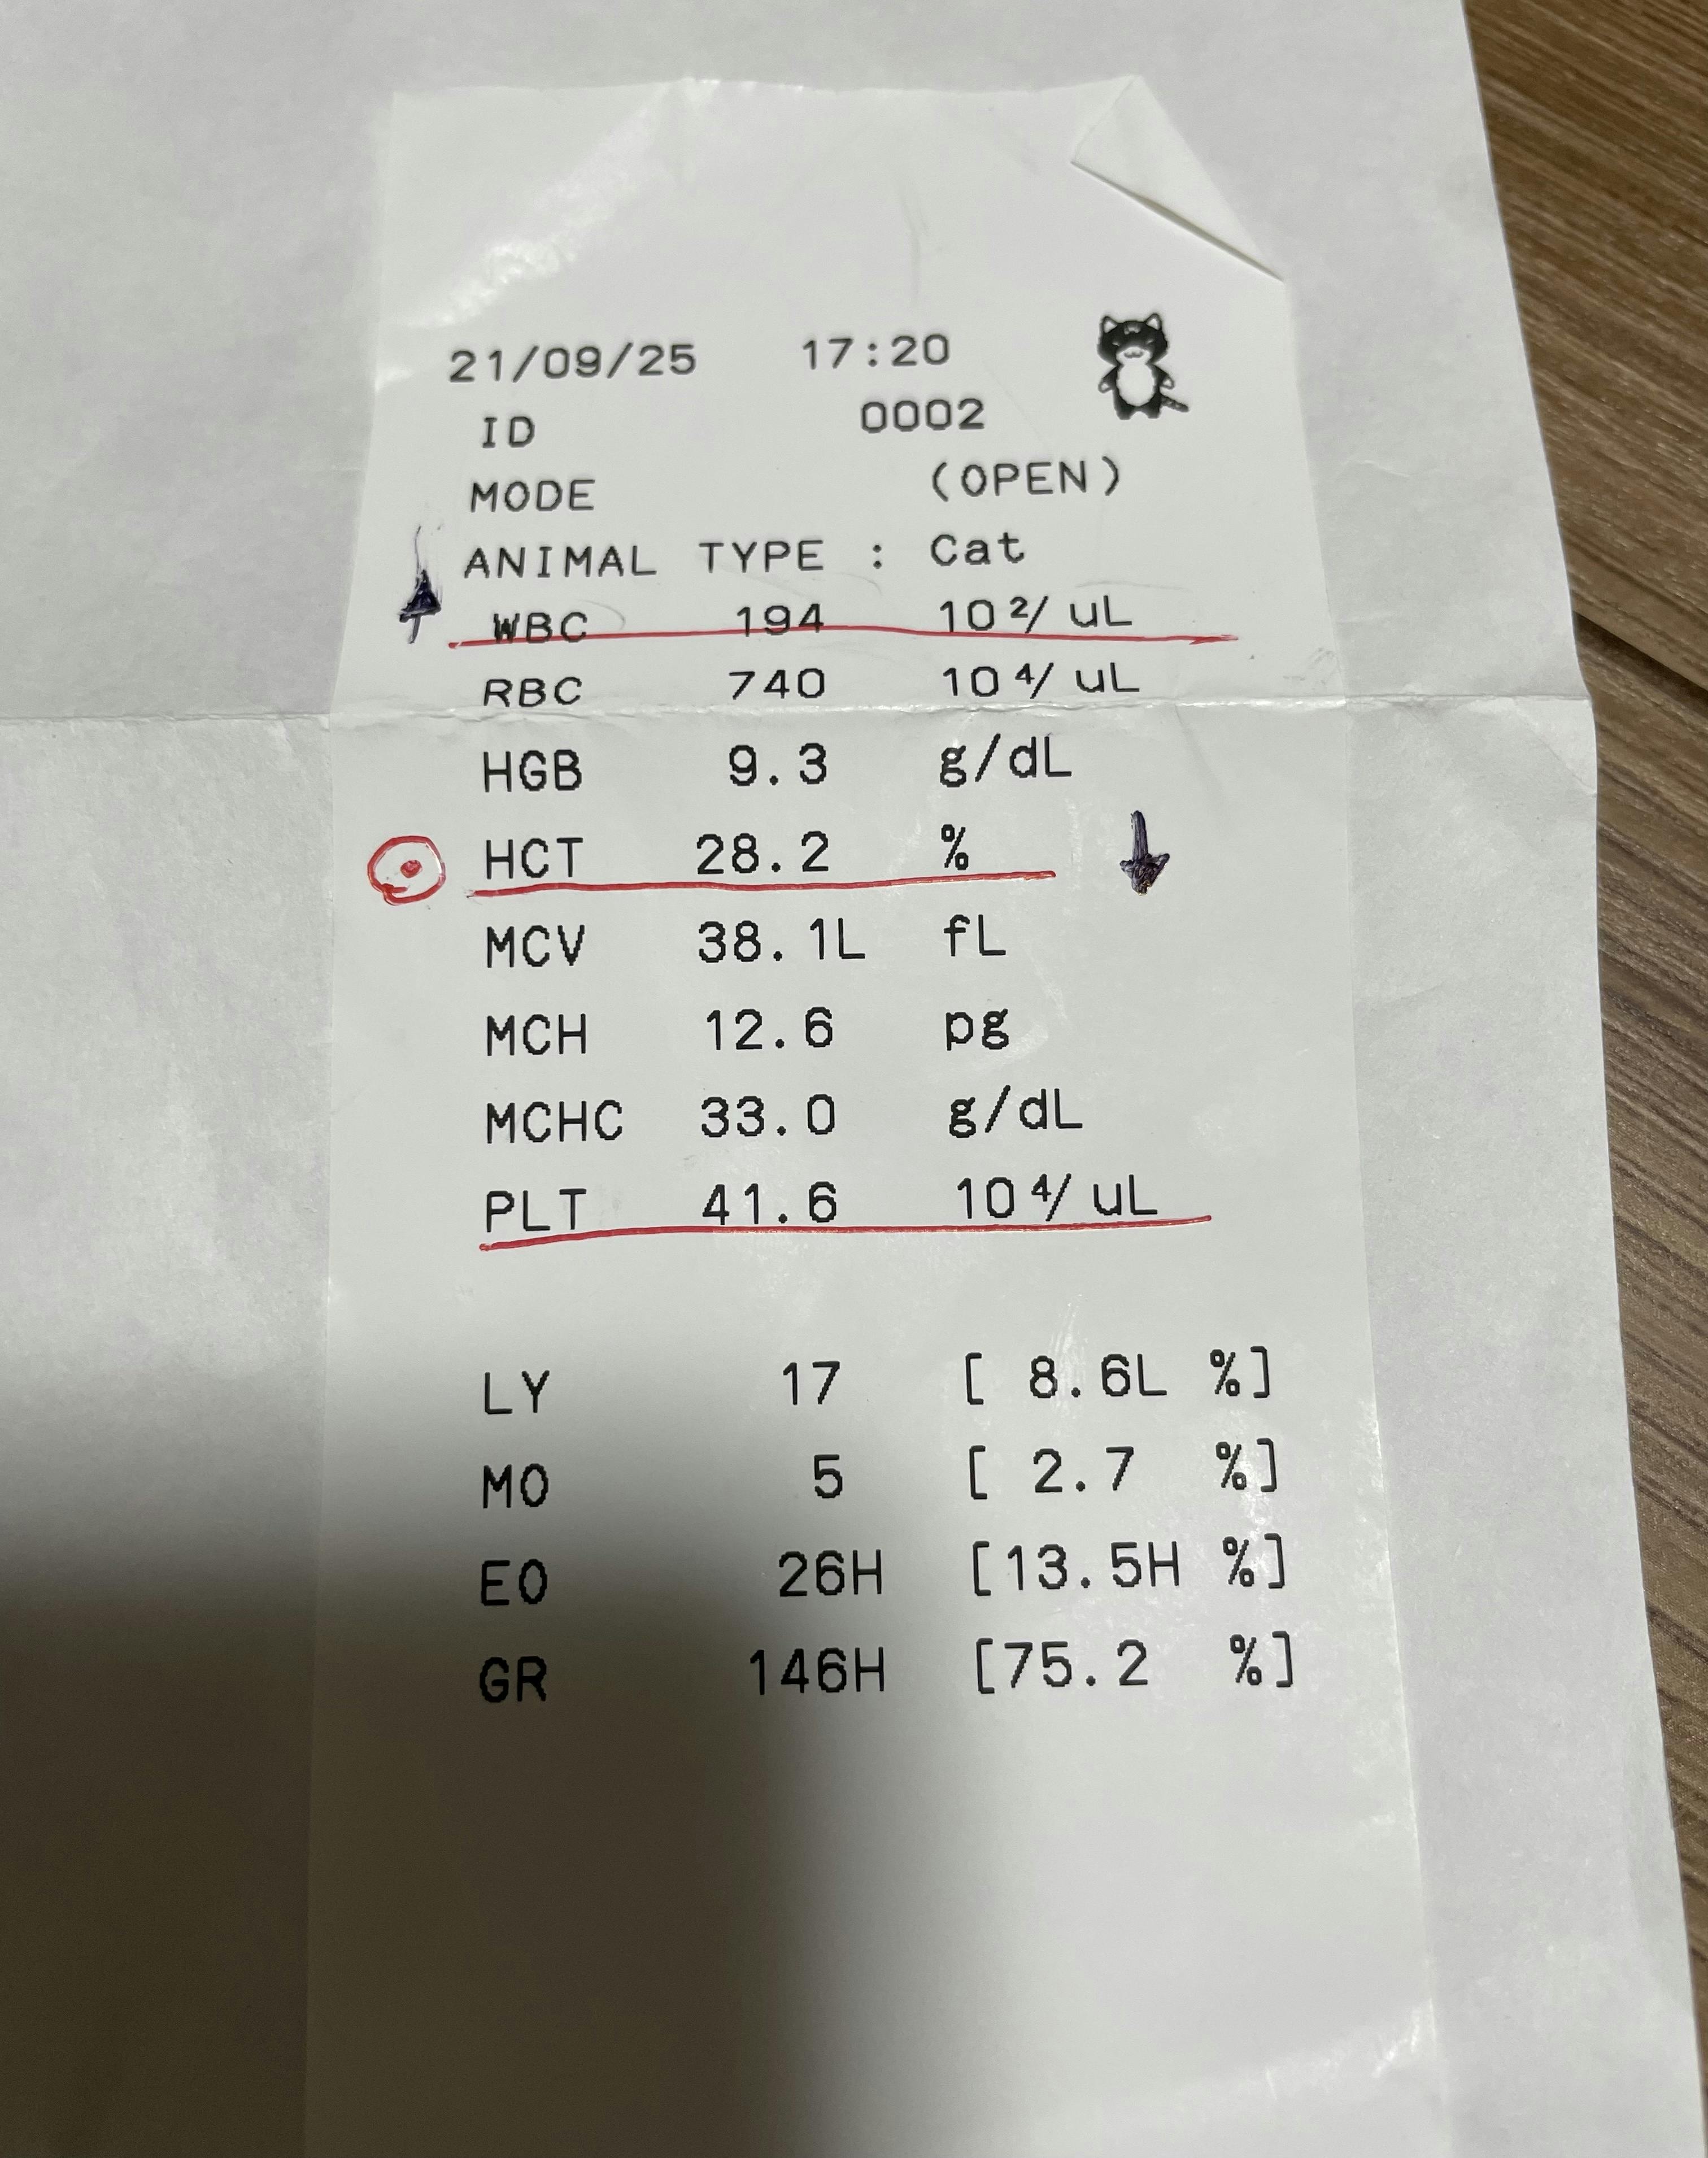 21/09/25 17:20
ID 0002
MODE (OPEN)
ANIMAL TYPE : Cat
WBC 194 10²/ uL
RBC 740 10⁴/ uL
HGB 9.3 g/dL
HCT 28.2 %
MCV 38.1L fL
MCH 12.6 pg
MCHC 33.0 g/dL
PLT 41.6 10⁴/ uL
LY 17 [ 8.6L %]
MO 5 [ 2.7 %]
EO 26H [13.5H %]
GR 146H [75.2 %]